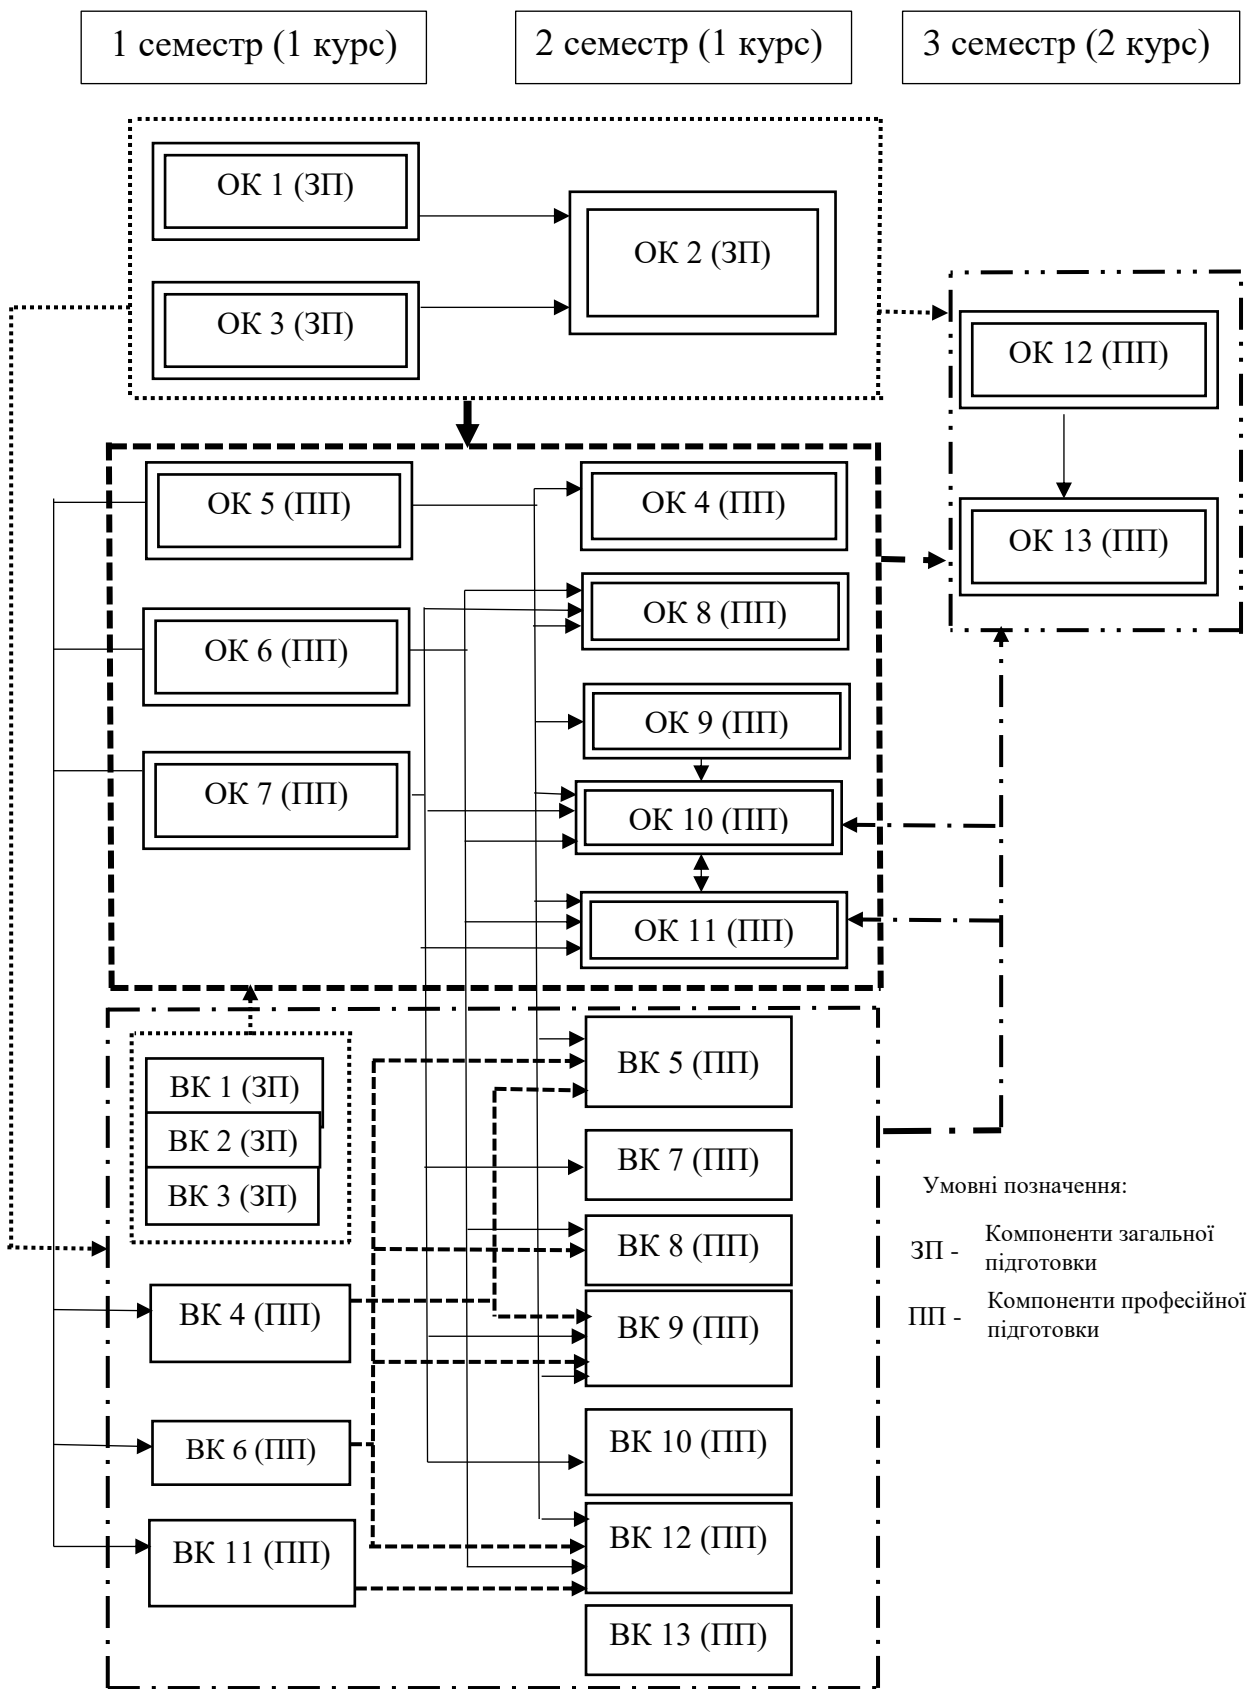 1 семестр (1 курс)
2 семестр (1 курс)
3 семестр (2 курс)
ОК 1 (ЗП)
ОК 2 (ЗП)
ОК 3 (ЗП)
ОК 12 (ПП)
ОК 13 (ПП)
ОК 5 (ПП)
ОК 4 (ПП)
ОК 8 (ПП)
ОК 6 (ПП)
ОК 9 (ПП)
ОК 7 (ПП)
ОК 10 (ПП)
ОК 11 (ПП)
ВК 1 (ЗП)
ВК 2 (ЗП)
ВК 3 (ЗП)
ВК 5 (ПП)
ВК 7 (ПП)
ВК 8 (ПП)
ВК 4 (ПП)
ВК 9 (ПП)
ВК 6 (ПП)
ВК 10 (ПП)
ВК 11 (ПП)
ВК 12 (ПП)
ВК 13 (ПП)
Умовні позначення:
ЗП - Компоненти загальної
підготовки
ПП - Компоненти професійної
підготовки